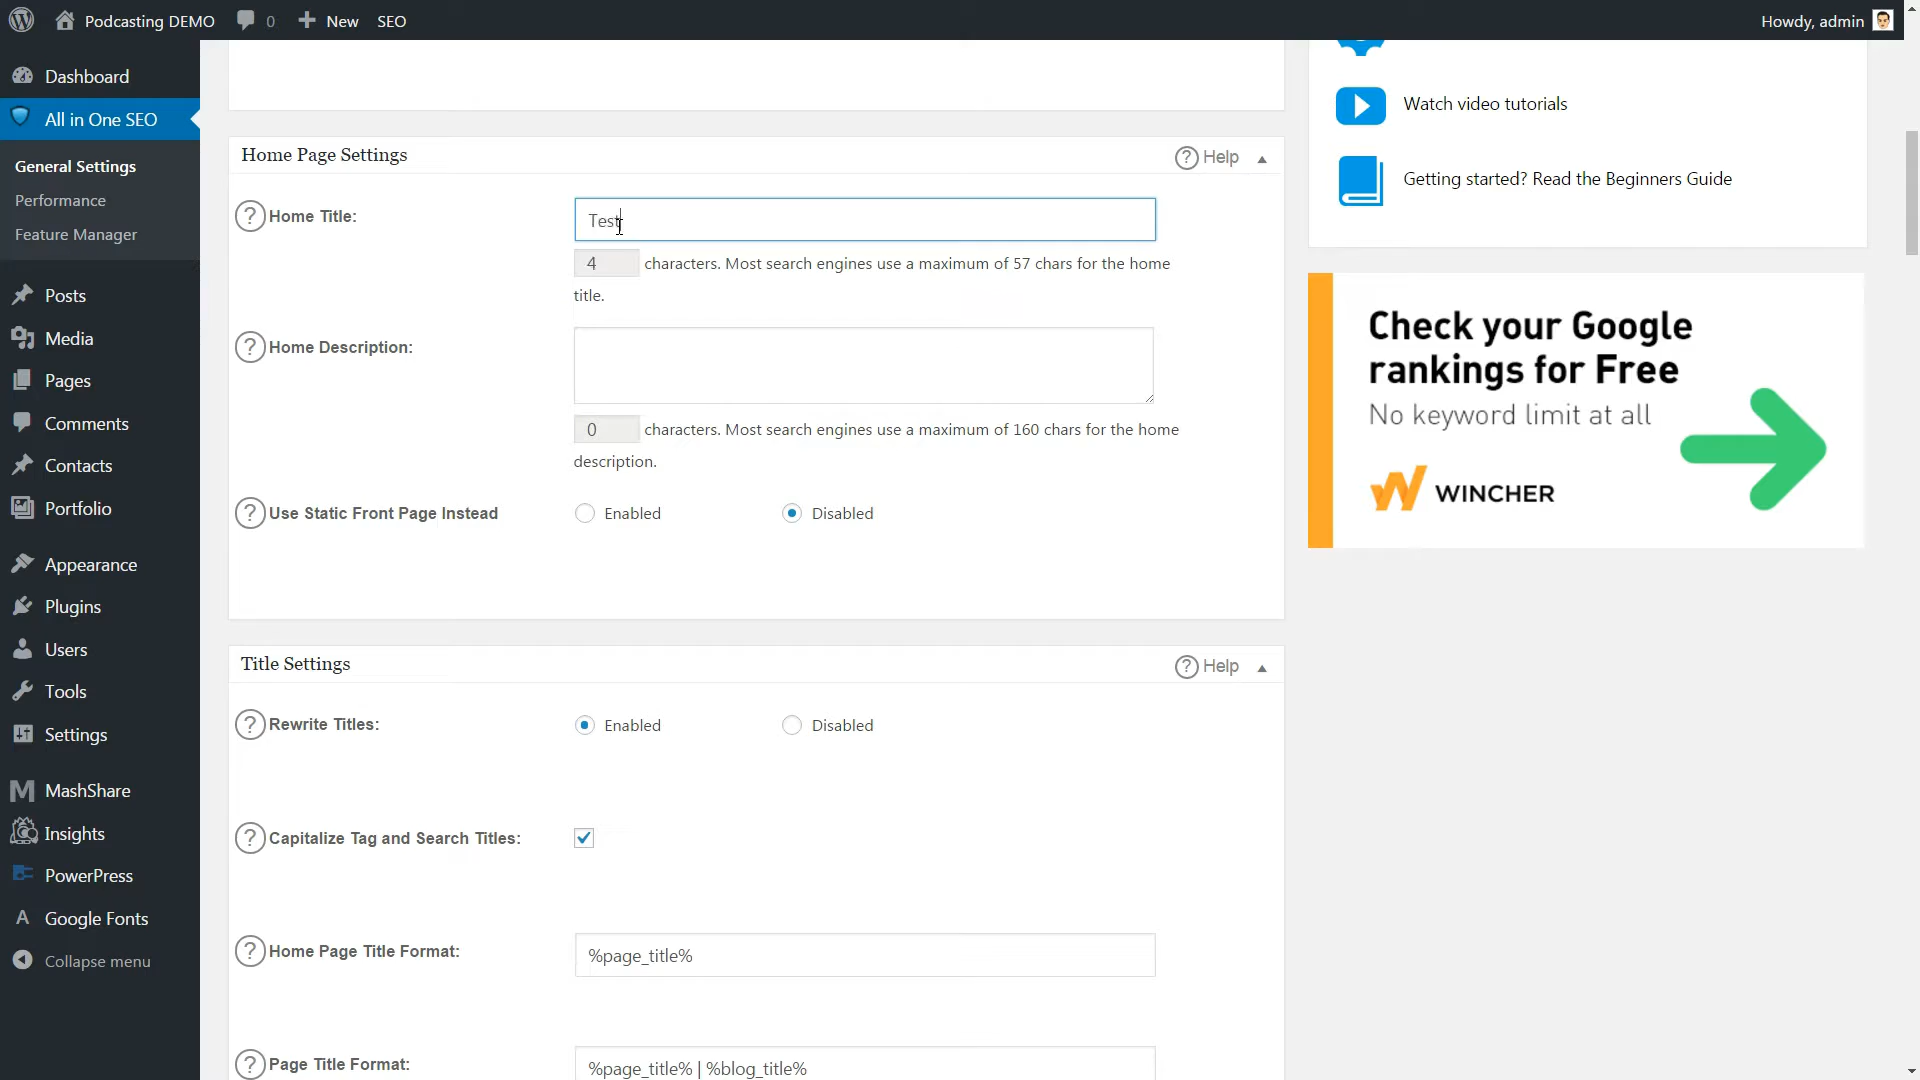 Podcasting DEMO
0
New
SEO
Howdy, admin
Dashboard
All in One SEO
General Settings
Performance
Feature Manager
Posts
Media
Pages
Comments
Contacts
Portfolio
Appearance
Plugins
Users
Tools
Settings
MashShare
Insights
PowerPress
Google Fonts
Collapse menu
Home Page Settings
? Help
? Home Title:
Test
4 characters. Most search engines use a maximum of 57 chars for the home
title.
? Home Description:
0 characters. Most search engines use a maximum of 160 chars for the home
description.
? Use Static Front Page Instead
Enabled
Disabled
Title Settings
? Help
? Rewrite Titles:
Enabled
Disabled
? Capitalize Tag and Search Titles:
? Home Page Title Format:
%page_title%
? Page Title Format:
%page_title% | %blog_title%
Watch video tutorials
Getting started? Read the Beginners Guide
Check your Google
rankings for Free
No keyword limit at all
WINCHER